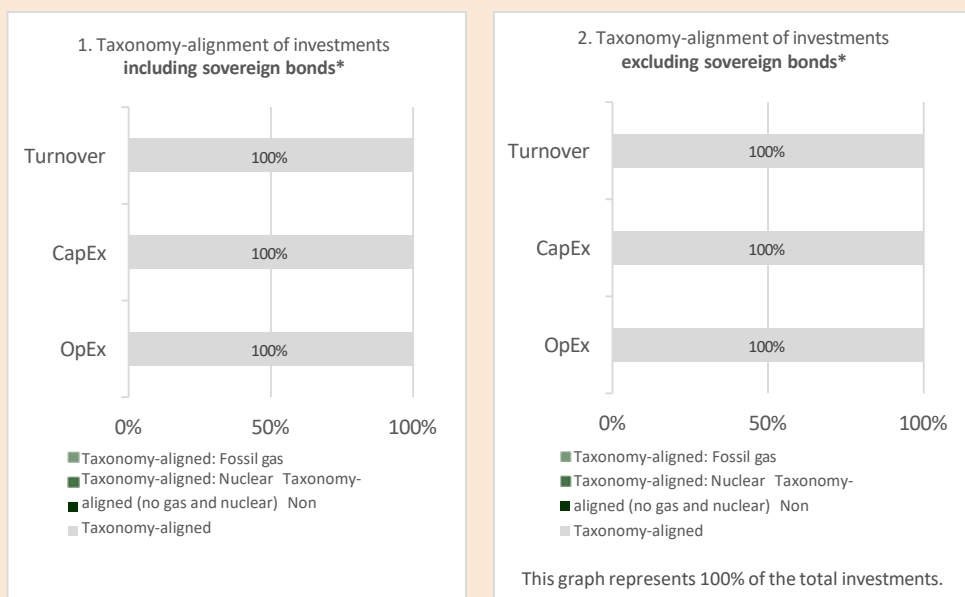 1. Taxonomy-alignment of investments
including sovereign bonds*
Turnover
100%
CapEx
100%
OpEx
100%
0%
50%
100%
Taxonomy-aligned: Fossil gas
Taxonomy-aligned: Nuclear Taxonomy-
aligned (no gas and nuclear) Non
Taxonomy-aligned
2. Taxonomy-alignment of investments
excluding sovereign bonds*
Turnover
100%
CapEx
100%
OpEx
100%
0%
50%
100%
Taxonomy-aligned: Fossil gas
Taxonomy-aligned: Nuclear Taxonomy-
aligned (no gas and nuclear) Non
Taxonomy-aligned
This graph represents 100% of the total investments.